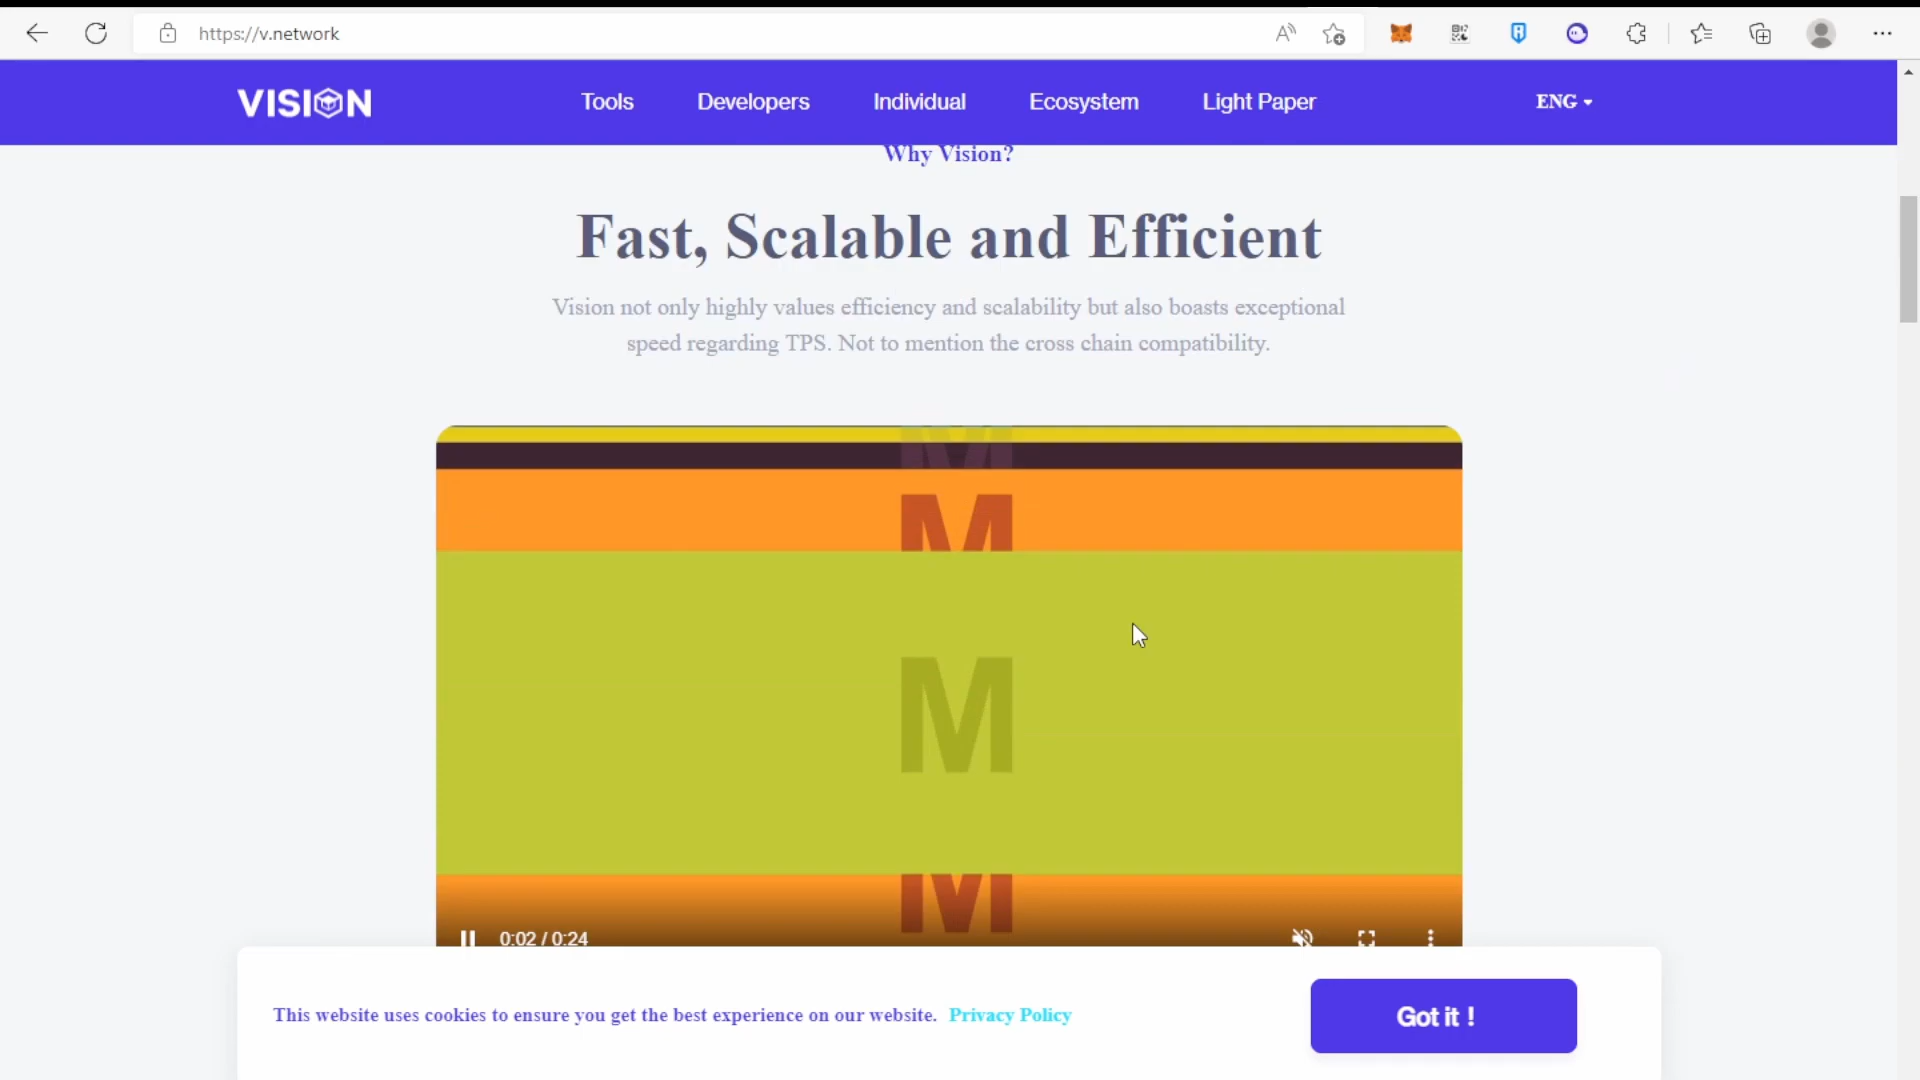 https://v.network
VISION
Tools
Developers
Individual
Ecosystem
Light Paper
ENG
Why Vision?
Fast, Scalable and Efficient
Vision not only highly values efficiency and scalability but also boasts exceptional
speed regarding TPS. Not to mention the cross chain compatibility.
M
M
M
M
0:02 / 0:24
This website uses cookies to ensure you get the best experience on our website. Privacy Policy
Got it !